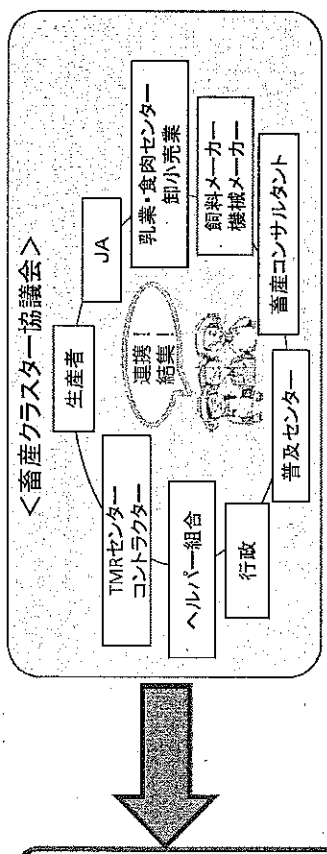 <畜産クラスター協議会>
生産者
JA
乳業・食肉センター
卸小売業
飼料メーカー
機械メーカー
畜産コンサルタント
普及センター
行政
ヘルパー組合
TMRセンター
コントラクター
連携!
結集!